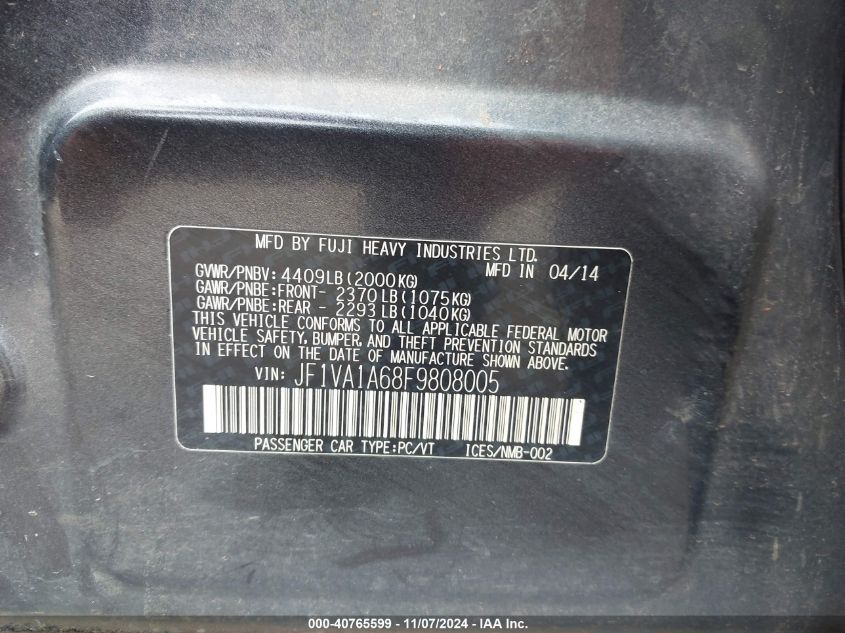 MFD BY FUJI HEAVY INDUSTRIES LTD.
GVWR/PNBV: 4409LB(2000KG) MFD IN 04/14
GAWR/PNBE:FRONT- 2370LB(1075KG)
GAWR/PNBE:REAR - 2293LB(1040KG)
THIS VEHICLE CONFORMS TO ALL APPLICABLE FEDERAL MOTOR
VEHICLE SAFETY, BUMPER, AND THEFT PREVENTION STANDARDS
IN EFFECT ON THE DATE OF MANUFACTURE SHOWN ABOVE.
VIN: JF1VA1A68F9808005
PASSENGER CAR TYPE:PC/VT ICES/NMB-002
000-40765599 - 11/07/2024 - IAA Inc.